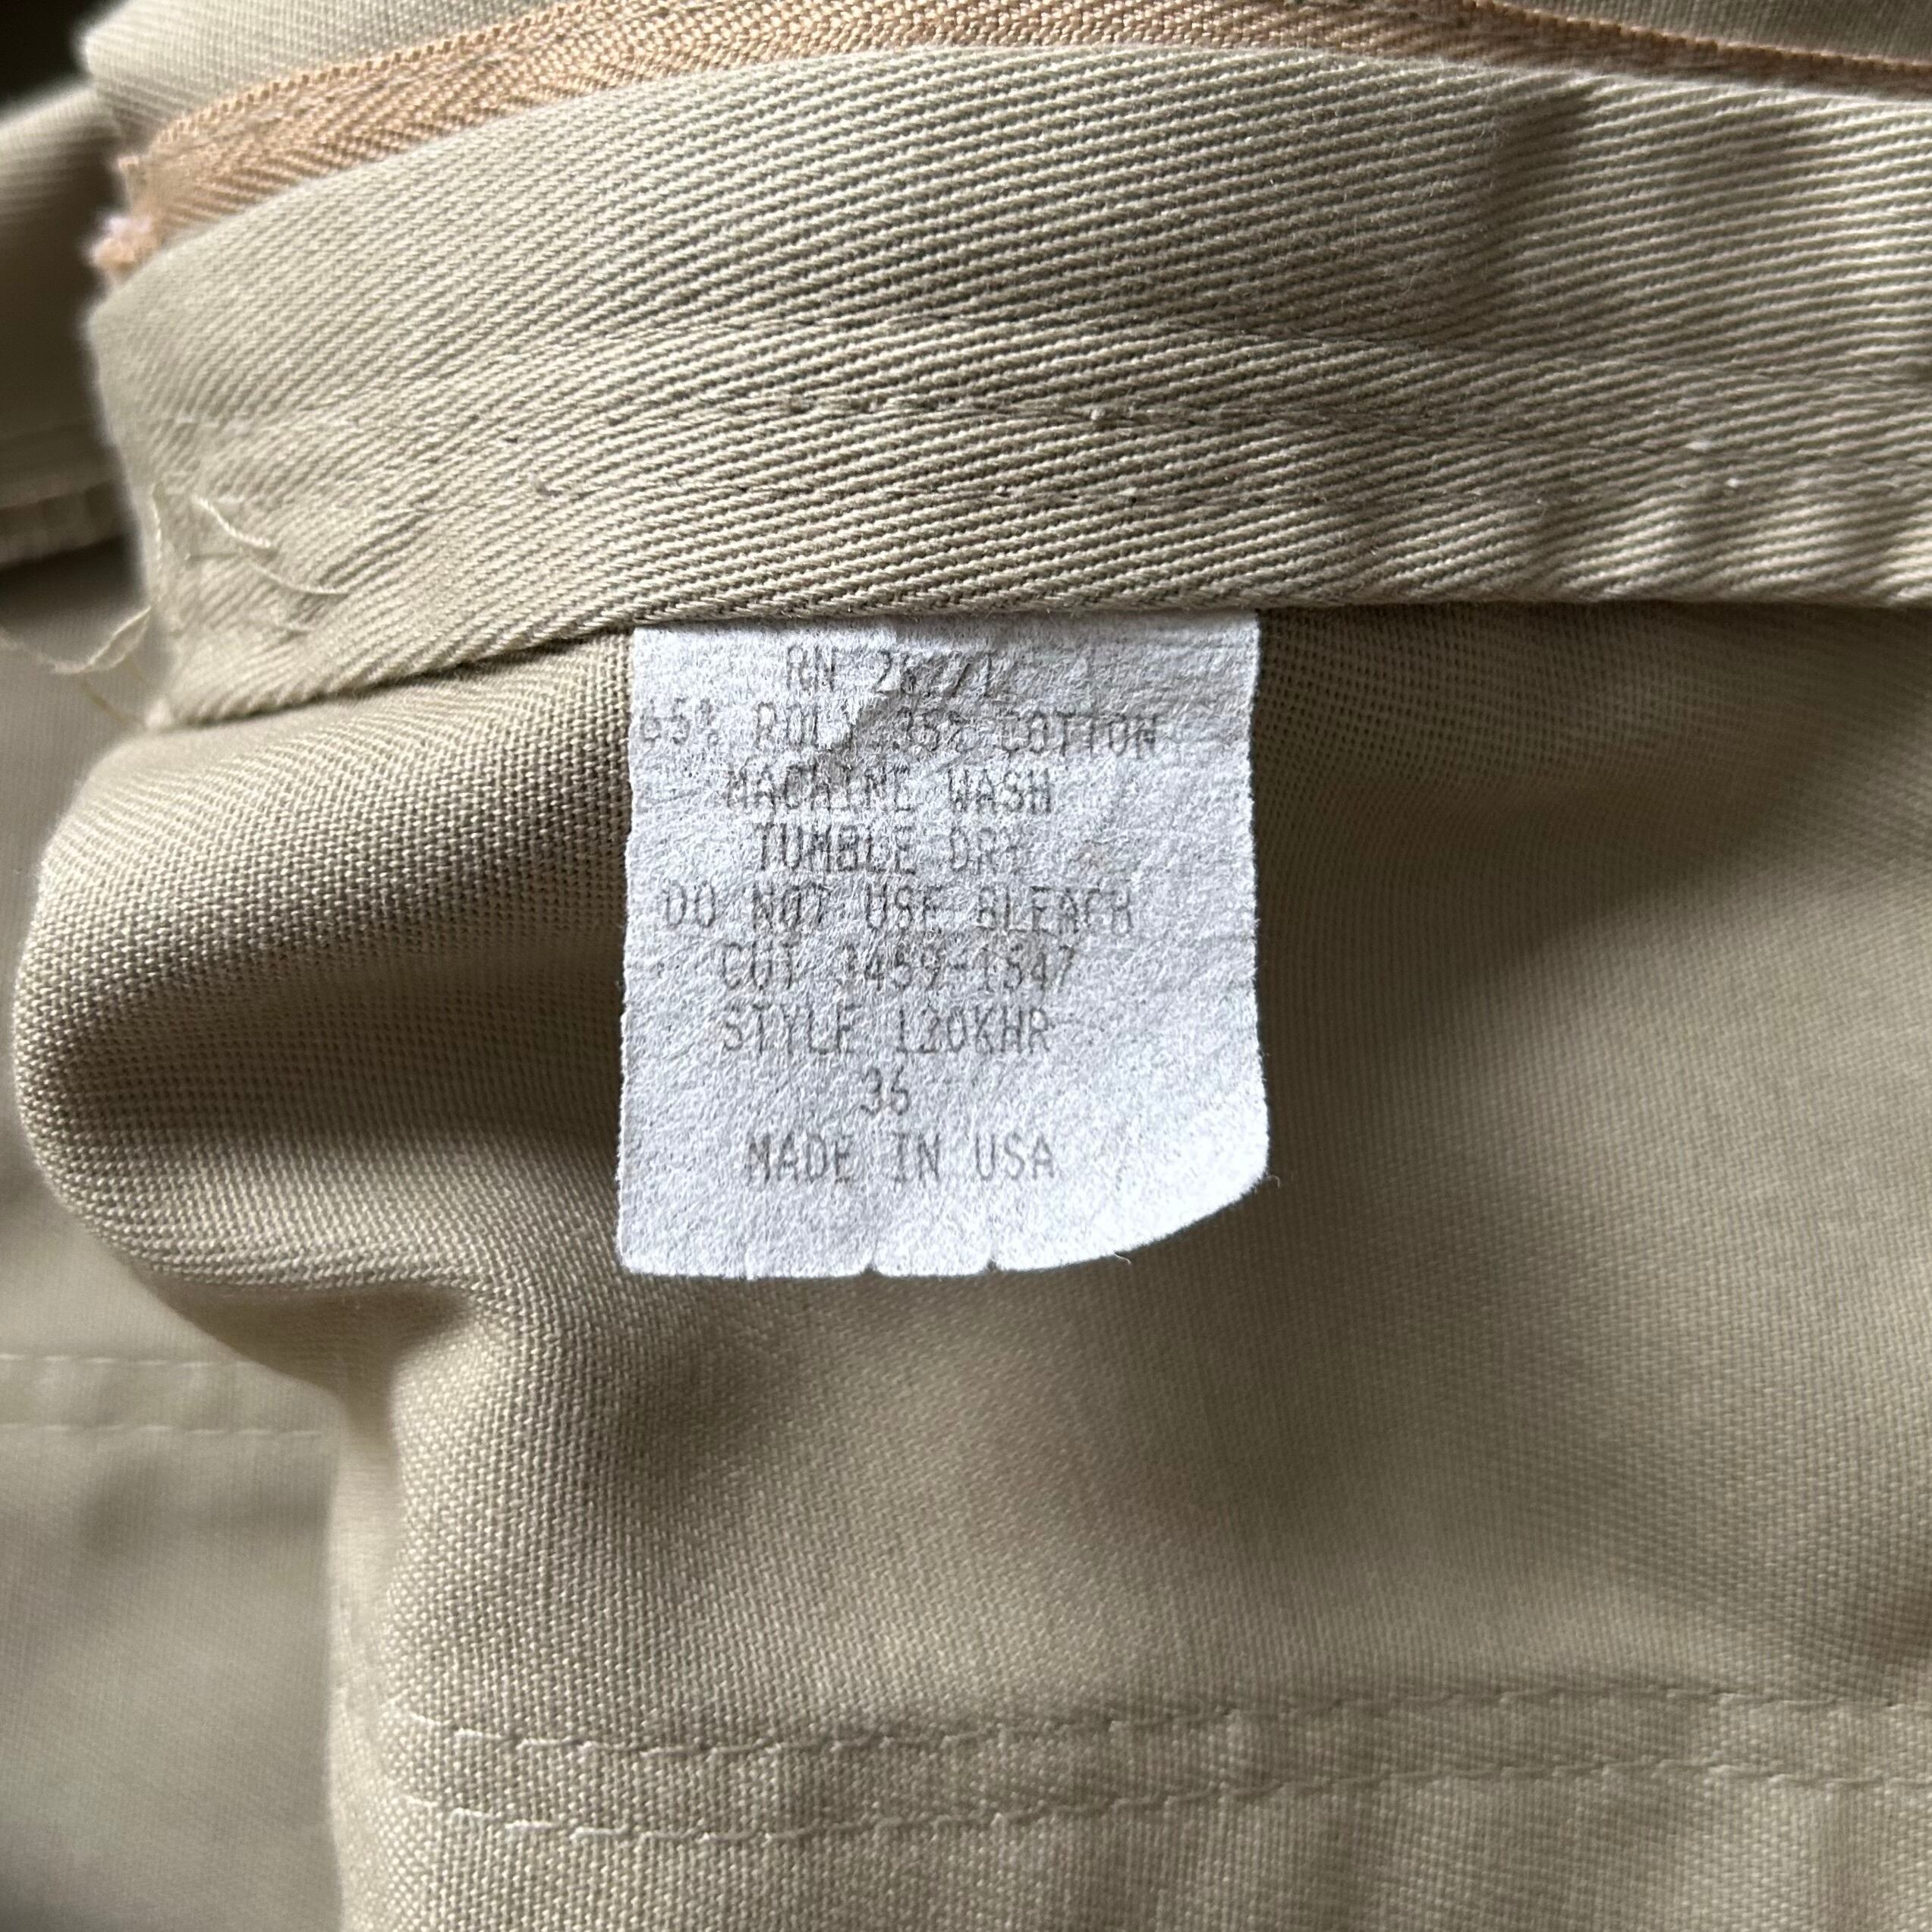 RN
65% POLY 35% COTTON
MACHINE WASH
TUMBLE DRY
DO NOT USE BLEACH
CUT
STYLE 120KHR
36
MADE IN USA